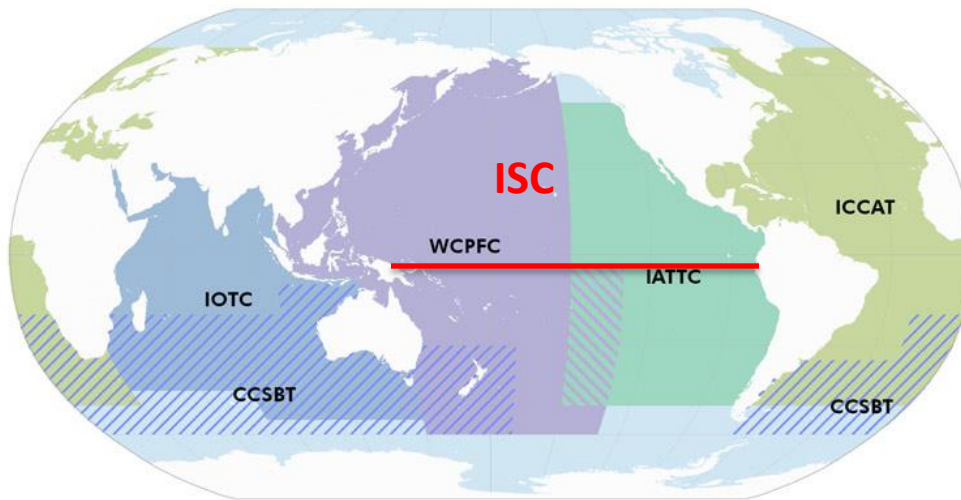 ISC
ICCAT
WCPFC
IATTC
IOTC
CCSBT
CCSBT